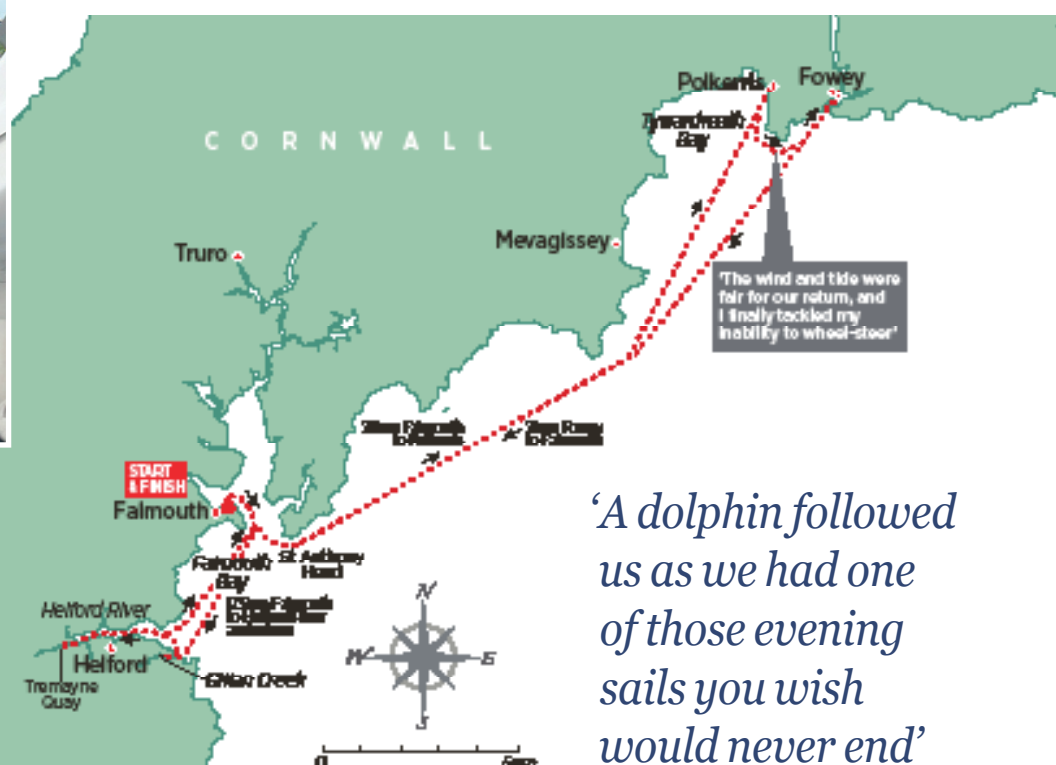 CORNWALL
Polkerris
Fowey
Bay
Mevagissey
Truro
'The wind and tide were
fair for our return, and
I finally tackled my
inability to wheel-steer'
START
& FINISH
Falmouth
Falmouth
Bay
St Anthony
Head
Helford River
Helford
Tremayne
Quay
Gillan Creek
N
W
E
S
0
'A dolphin followed
us as we had one
of those evening
sails you wish
would never end'